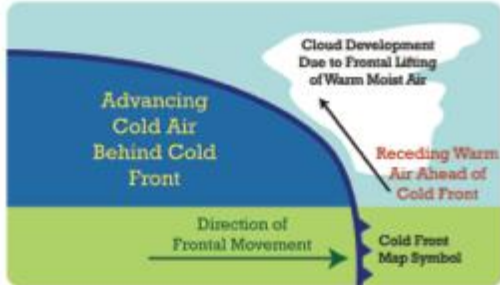 Cloud Development
Due to Frontal Lifting
of Warm Moist Air
Advancing
Cold Air
Behind Cold
Front
Receding Warm
Air Ahead of
Cold Front
Direction of
Frontal Movement
Cold Front
Map Symbol